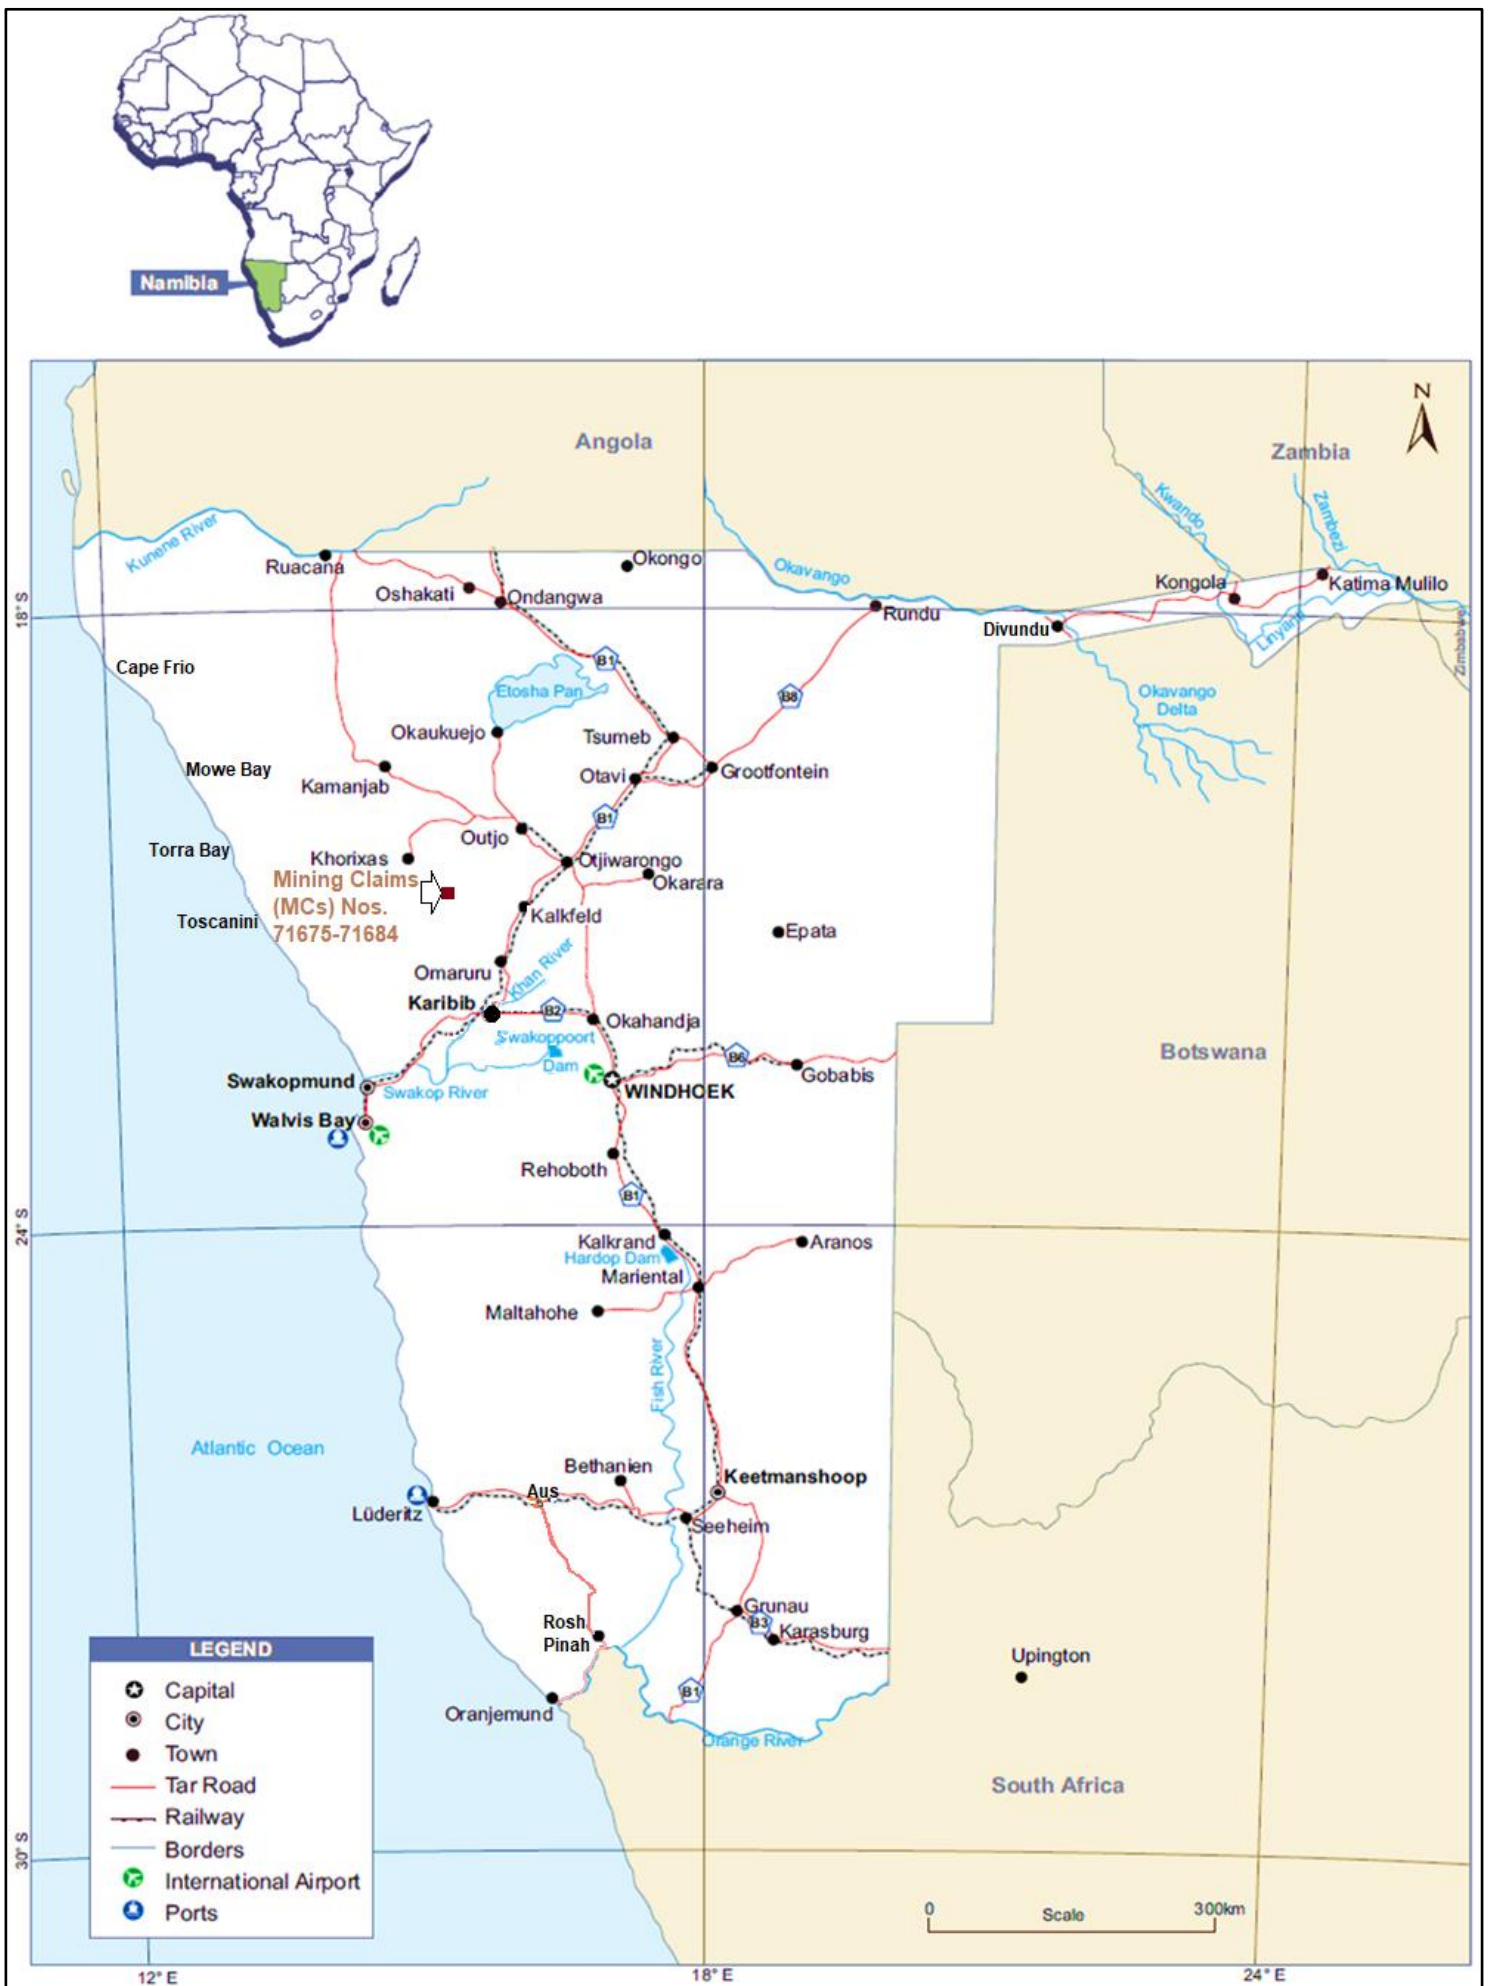 Namibia
N
Angola
Zambia
Kwando
Zambezi
Kunene River
Ruacana
Okongo
Okavango
Kongola
Katima Mulilo
Oshakati
Ondangwa
18° S
Rundu
Divundu
Linyanti
Zimbabwe
Cape Frio
B1
Etosha Pan
B8
Okavango
Delta
Okaukuejo
Tsumeb
Mowe Bay
Otavi
Grootfontein
Kamanjab
B1
Outjo
Torra Bay
Khorixas
Otjiwarongo
Mining Claims
(MCs) Nos.
71675-71684
Okarara
Toscanini
Kalkfeld
Epata
Omaruru
Khan River
Karibib
B2
Okahandja
Swakoppoort
Dam
B6
Botswana
Gobabis
Swakopmund
Swakop River
WINDHOEK
Walvis Bay
Rehoboth
B1
24° S
Kalkrand
Aranos
Hardop Dam
Mariental
Maltahohe
Fish River
Atlantic Ocean
Bethanien
Keetmanshoop
Aus
Lüderitz
Seeheim
Grunau
B3
Rosh
Pinah
Karasburg
Upington
B1
Oranjemund
Orange River
South Africa
LEGEND
Capital
City
Town
Tar Road
Railway
Borders
International Airport
Ports
30° S
0
Scale
300km
12° E
18° E
24° E